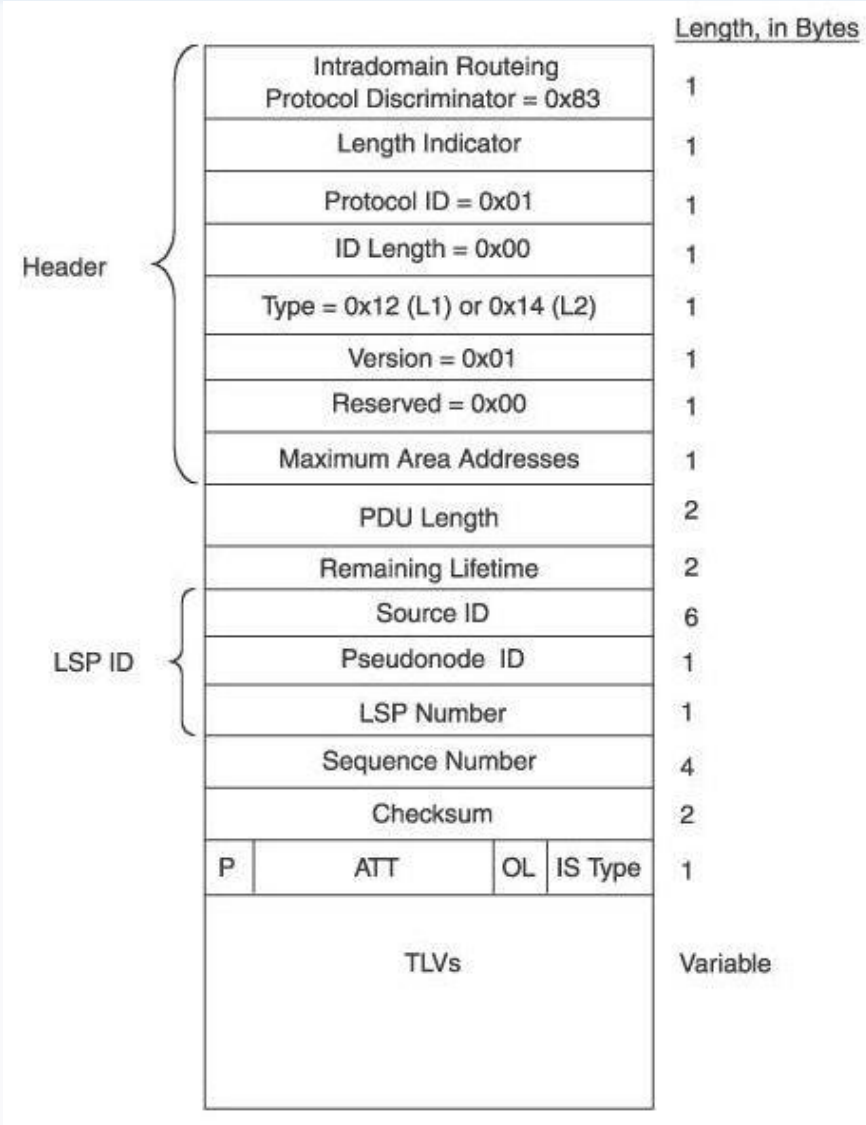 Length, in Bytes
Intradomain Routeing
Protocol Discriminator = 0x83
1
Length Indicator
1
Protocol ID = 0x01
1
ID Length = 0x00
1
Header
Type = 0x12 (L1) or 0x14 (L2)
1
Version = 0x01
1
Reserved = 0x00
1
Maximum Area Addresses
1
PDU Length
2
Remaining Lifetime
2
Source ID
6
LSP ID
Pseudonode ID
1
LSP Number
1
Sequence Number
4
Checksum
2
P ATT OL IS Type
1
TLVs
Variable